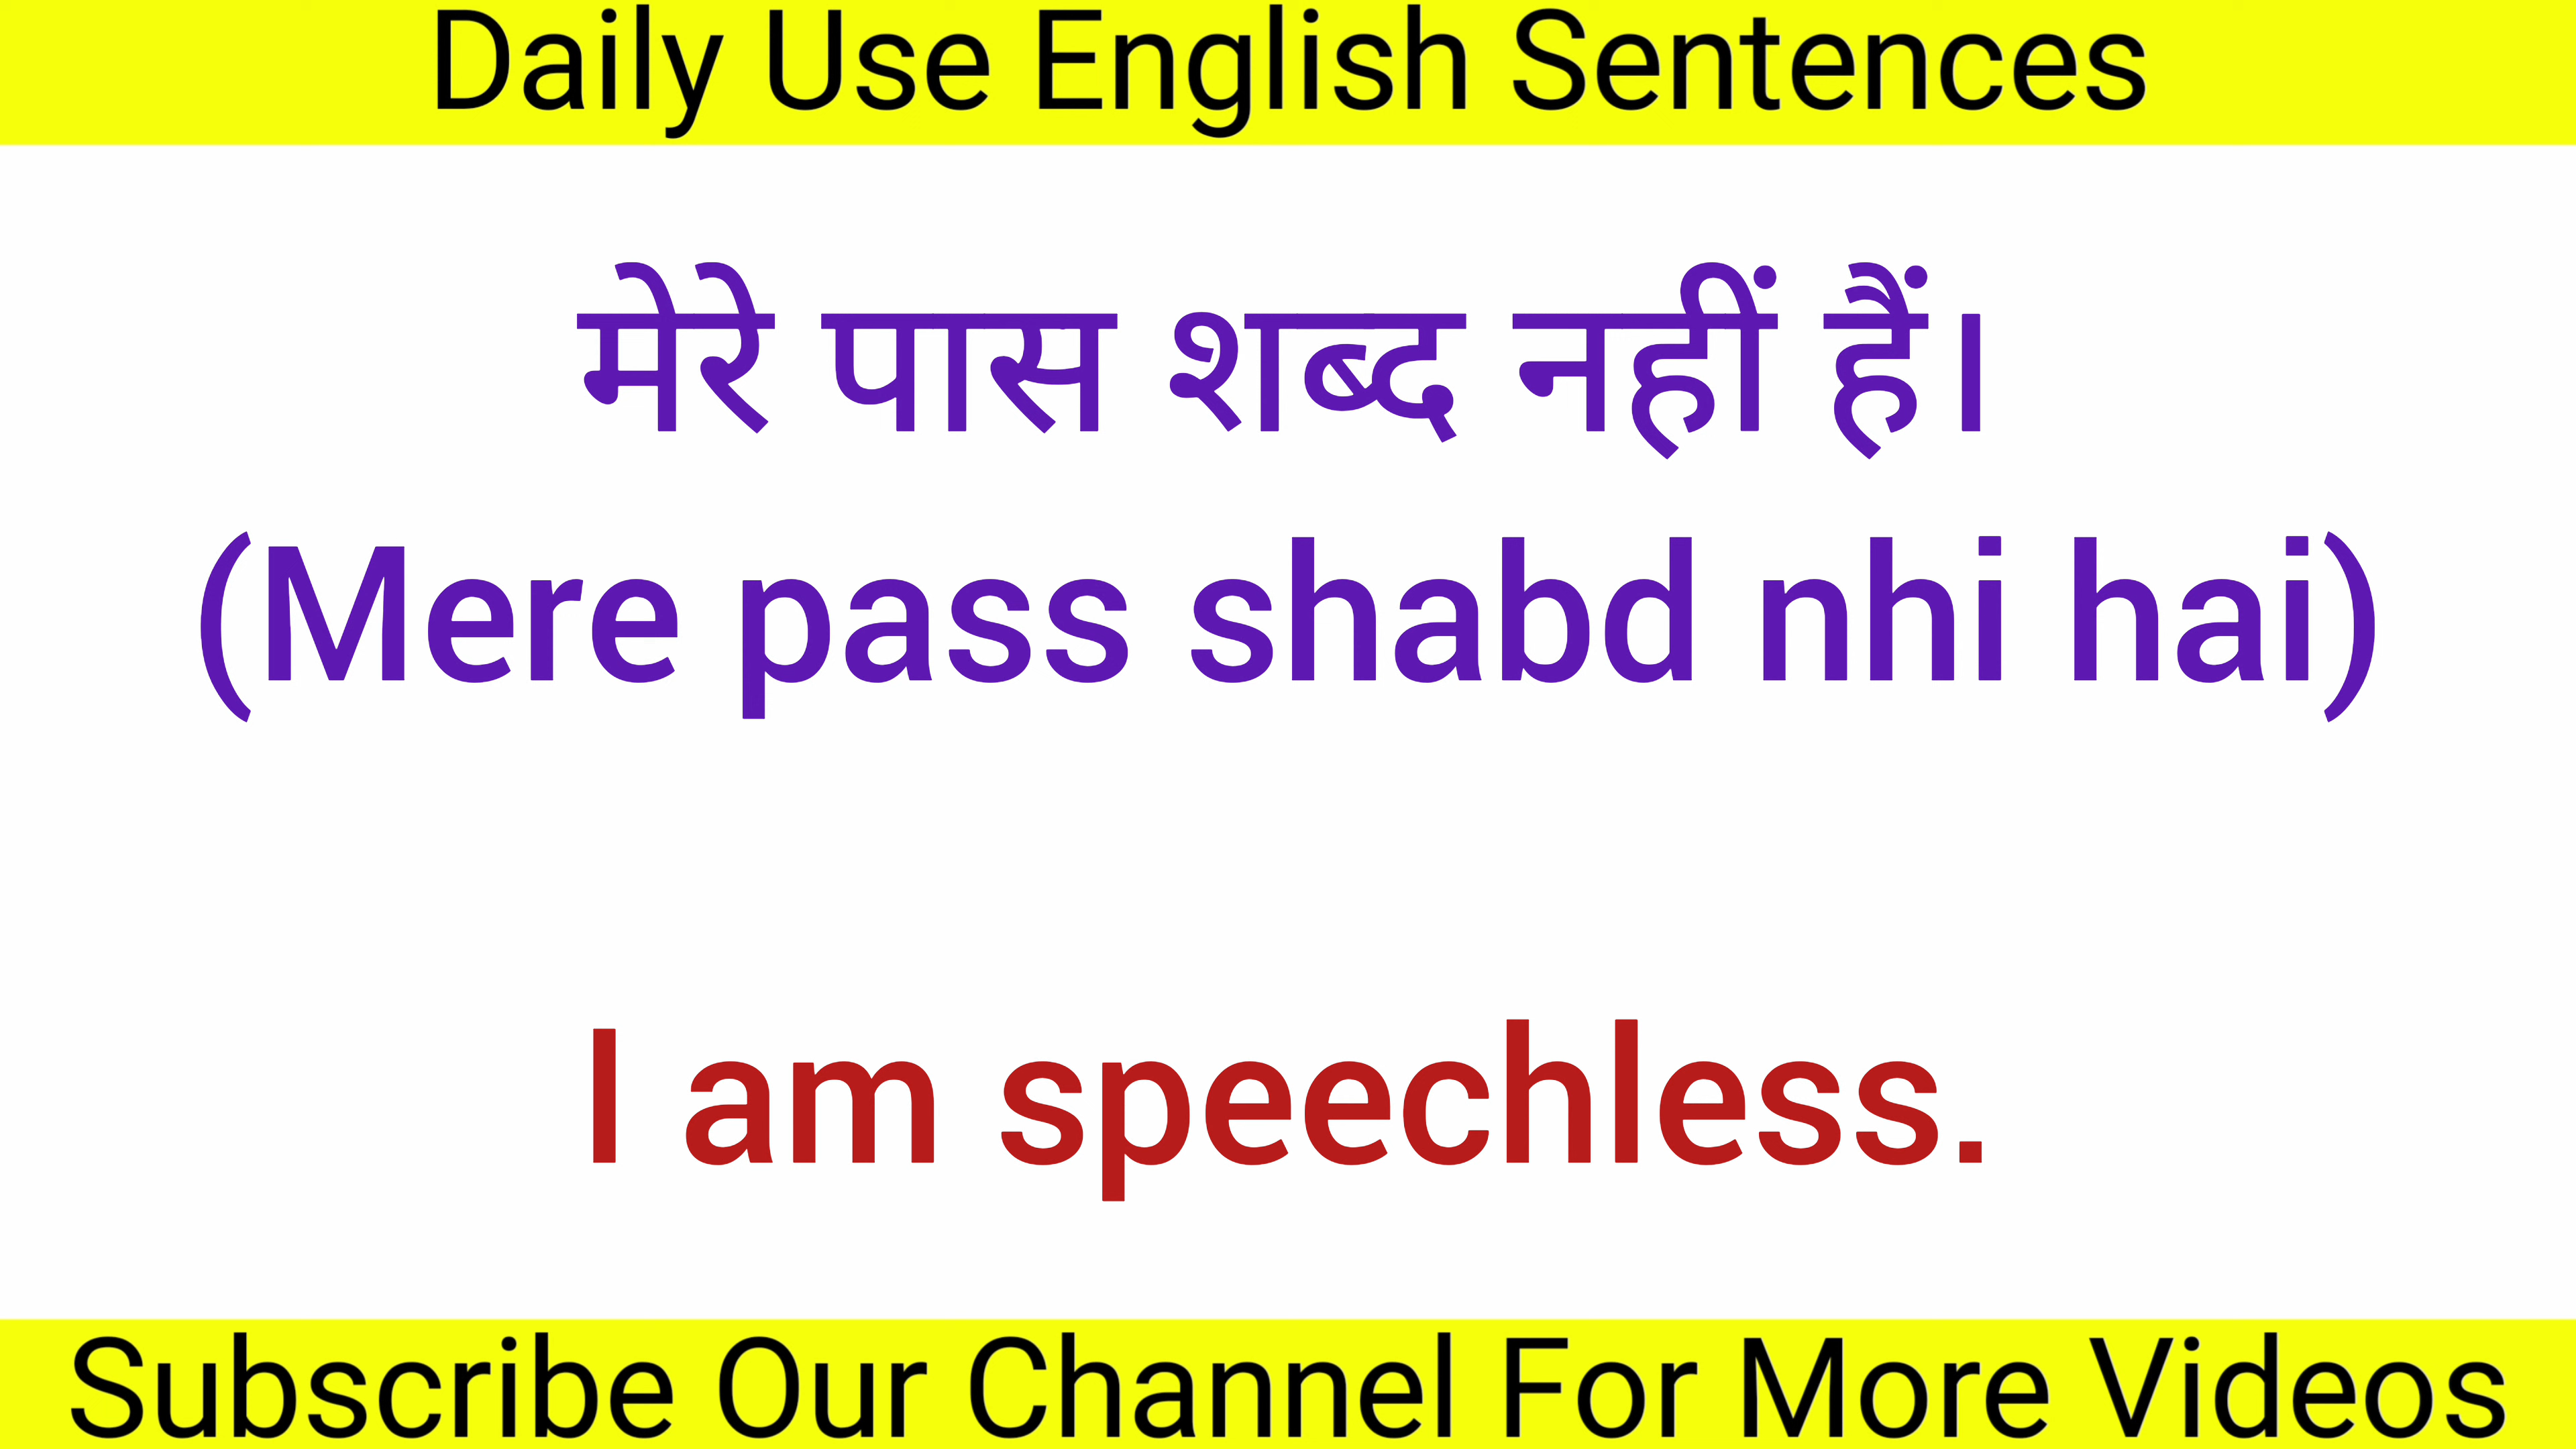 Daily Use English Sentences
मेरे पास शब्द नहीं हैं।
(Mere pass shabd nhi hai)
I am speechless.
Subscribe Our Channel For More Videos